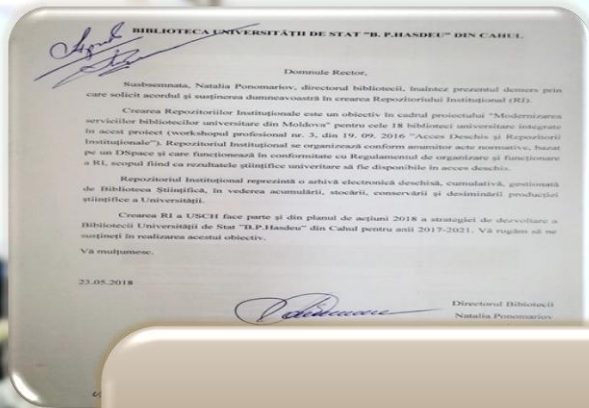 BIBLIOTECA UNIVERSITĂȚII DE STAT "B. P.HASDEU" DIN CAHUL
Domnule Rector,
Susbsemnata, Natalia Ponomariov, directorul bibliotecii, înaintez prezentul demers prin
care solicit acordul și susținerea dumneavoastră în crearea Repozitoriului Instituțional (RI).
Crearea Repozitoriilor Instituționale este un obiectiv în cadrul proiectului "Modernizarea
serviciilor bibliotecilor universitare din Moldova" pentru cele 18 biblioteci universitare integrate
în acest proiect (workshopul profesional nr. 3, din 19. 09. 2016 "Acces Deschis și Repozitorii
Instituționale"). Repozitoriul Instituțional se organizează conform anumitor acte normative, bazat
pe un DSpace și care funcționează în conformitate cu Regulamentul de organizare și funcționare
a RI, scopul fiind ca rezultatele științifice univeritare să fie disponibile în acces deschis.
Repozitoriul Instituțional reprezintă o arhivă electronică deschisă, cumulativă, gestionată
de Biblioteca Științifică, în vederea acumulării, stocării, conservării și desiminării producției
științifice a Universității.
Crearea RI a USCH face parte și din planul de acțiuni 2018 a strategiei de dezvoltare a
Bibliotecii Universității de Stat "B.P.Hasdeu" din Cahul pentru anii 2017-2021. Vă rugăm să ne
susțineți în realizarea acestui obiectiv.
Vă mulțumesc.
23.05.2018
Directorul Bibliotecii
Natalia Ponomariov